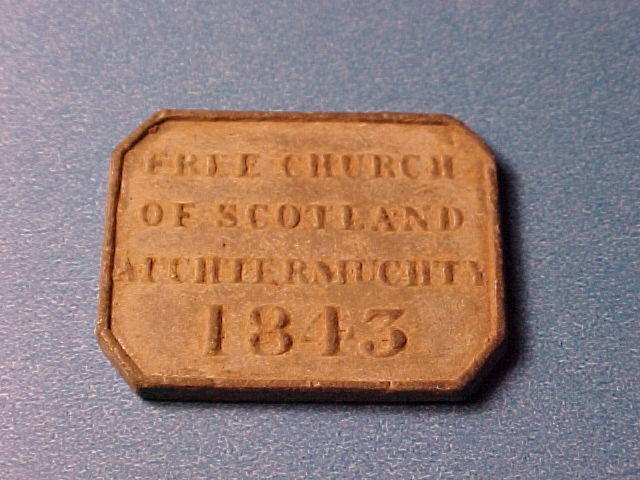 FREE CHURCH
OF SCOTLAND
AUCHTERMUCHTY
1843